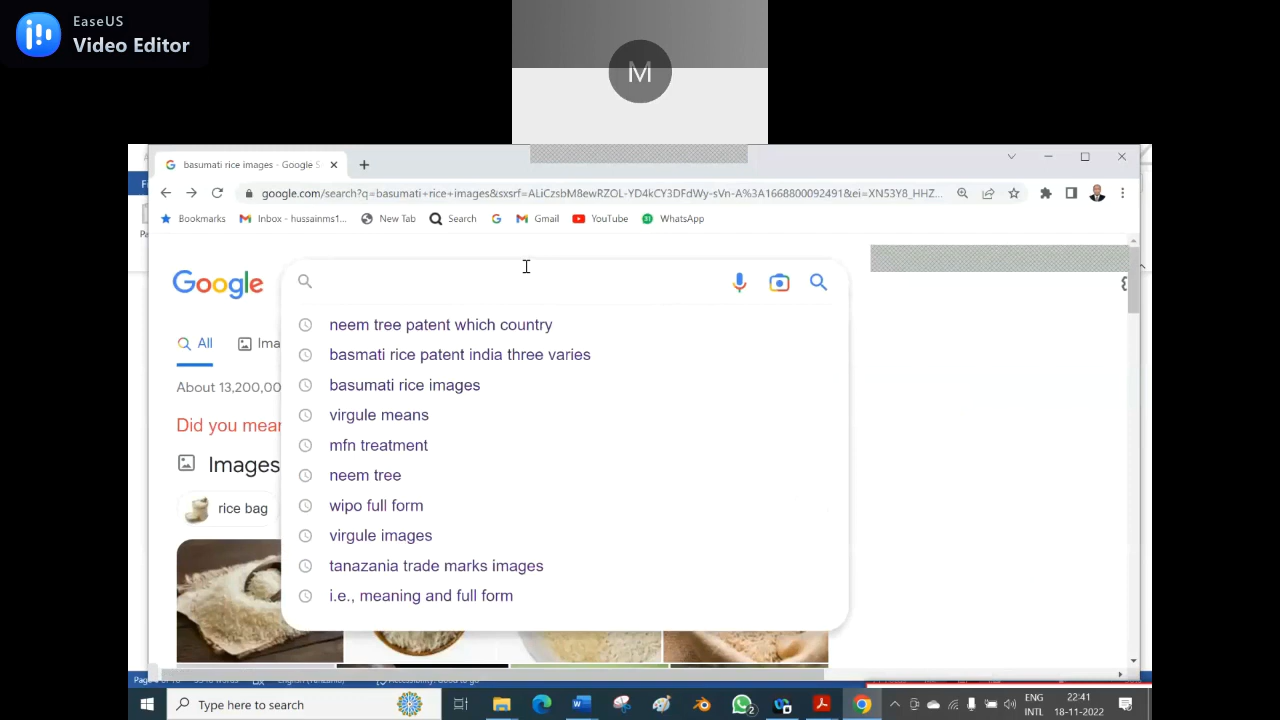 EaseUS
Video Editor
M
basumati rice images - Google S
google.com/search?q=basumati+rice+images&sxsrf=ALiCzsbM8ewRZOL-YD4kCY3DFdWy-sVn-A%3A1668800092491&ei=XN53Y8_HHZ...
Bookmarks
Inbox - hussainms1...
New Tab
Search
Gmail
YouTube
WhatsApp
Google
neem tree patent which country
All
Ima
basmati rice patent india three varies
About 13,200,00
basumati rice images
virgule means
Did you mean
mfn treatment
Images
neem tree
rice bag
wipo full form
virgule images
tanazania trade marks images
i.e., meaning and full form
Type here to search
2
ENG
INTL
22:41
18-11-2022